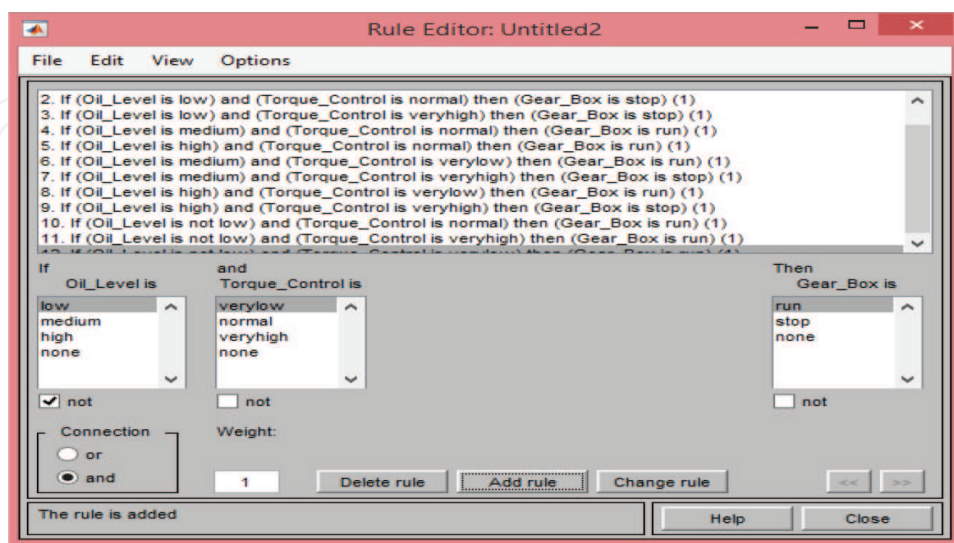 Rule Editor: Untitled2
File Edit View Options
2. If (Oil_Level is low) and (Torque_Control is normal) then (Gear_Box is stop) (1)
3. If (Oil_Level is low) and (Torque_Control is veryhigh) then (Gear_Box is stop) (1)
4. If (Oil_Level is medium) and (Torque_Control is normal) then (Gear_Box is run) (1)
5. If (Oil_Level is high) and (Torque_Control is normal) then (Gear_Box is run) (1)
6. If (Oil_Level is medium) and (Torque_Control is verylow) then (Gear_Box is run) (1)
7. If (Oil_Level is medium) and (Torque_Control is veryhigh) then (Gear_Box is stop) (1)
8. If (Oil_Level is high) and (Torque_Control is verylow) then (Gear_Box is run) (1)
9. If (Oil_Level is high) and (Torque_Control is veryhigh) then (Gear_Box is stop) (1)
10. If (Oil_Level is not low) and (Torque_Control is normal) then (Gear_Box is run) (1)
11. If (Oil_Level is not low) and (Torque_Control is veryhigh) then (Gear_Box is run) (1)
If and Then
Oil_Level is Torque_Control is Gear_Box is
low verylow run
medium normal stop
high veryhigh none
none none
not not not
Connection Weight:
or
and 1 Delete rule Add rule Change rule << >>
The rule is added Help Close